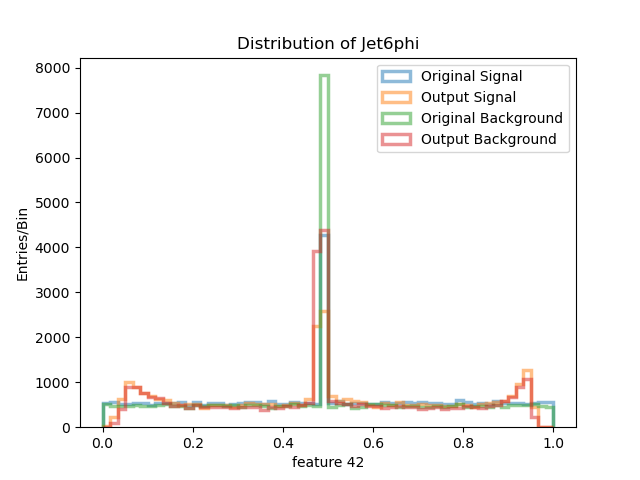 Distribution of Jet6phi
Original Signal
Output Signal
Original Background
Output Background
Entries/Bin
8000
7000
6000
5000
4000
3000
2000
1000
0
0.0 0.2 0.4 0.6 0.8 1.0
feature 42